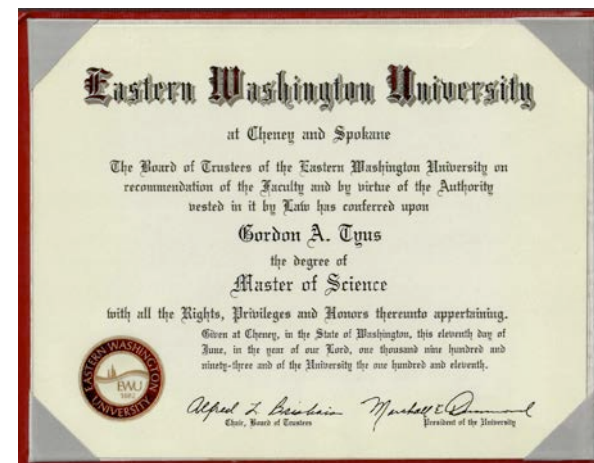 Eastern Washington University
at Cheney and Spokane
The Board of Trustees of the Eastern Washington University on
recommendation of the Faculty and by virtue of the Authority
vested in it by Law has conferred upon
Gordon A. Tyus
the degree of
Master of Science
with all the Rights, Privileges and Honors thereunto appertaining.
Given at Cheney, in the State of Washington, this eleventh day of
June, in the year of our Lord, one thousand nine hundred and
ninety-three and of the University the one hundred and eleventh.
EASTERN WASHINGTON
EWU
1882
UNIVERSITY
Alfred
Marshall E Drummond
Chair, Board of Trustees
President of the University